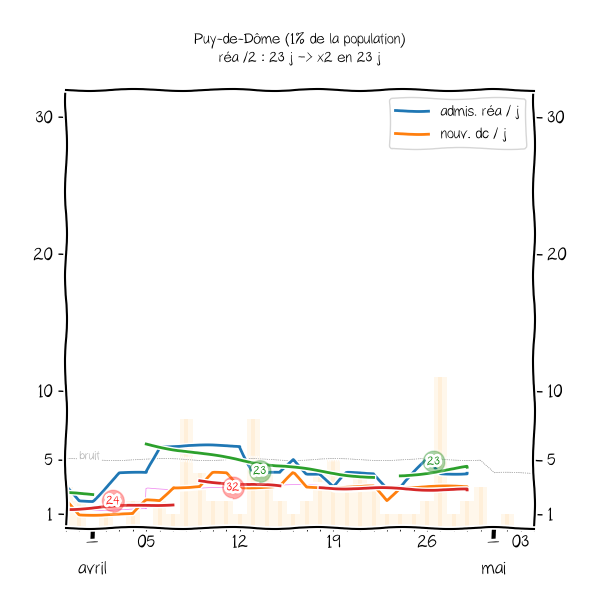 Puy-de-Dôme (1% de la population)
réa /2 : 23 j -> x2 en 23 j
admis. réa / j
nouv. dc / j
30 30
20 20
10 10
5 5
1 1
bruit
24
32
23
23
1 05 12 19 26 1 03
avril mai